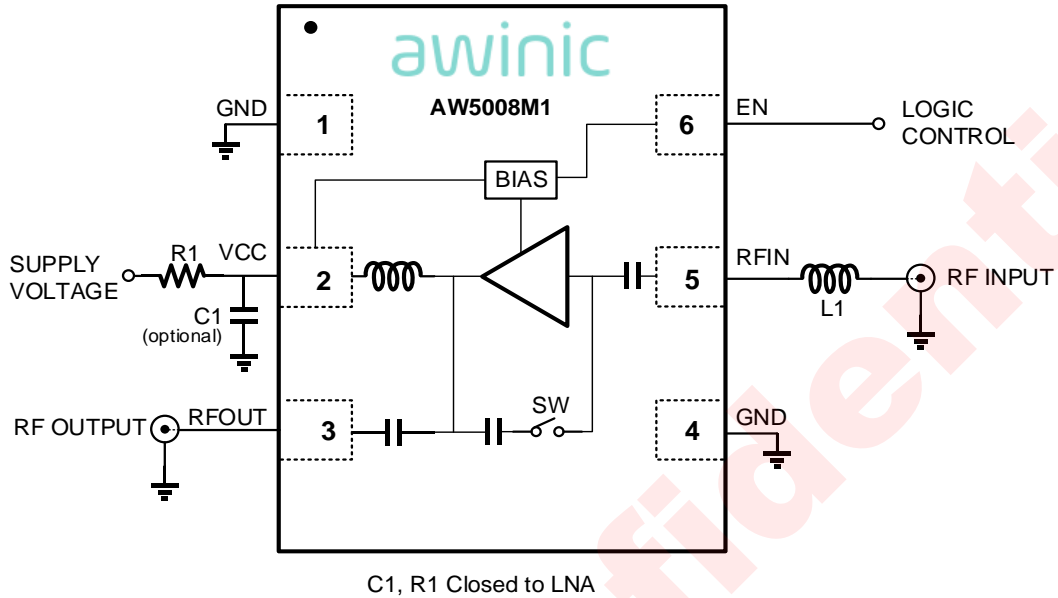 awinic
AW5008M1
GND
1
6
EN
LOGIC
CONTROL
BIAS
SUPPLY
VOLTAGE
R1
VCC
2
5
RFIN
L1
RF INPUT
C1
(optional)
RF OUTPUT
RFOUT
3
SW
4
GND
C1, R1 Closed to LNA
fidenti